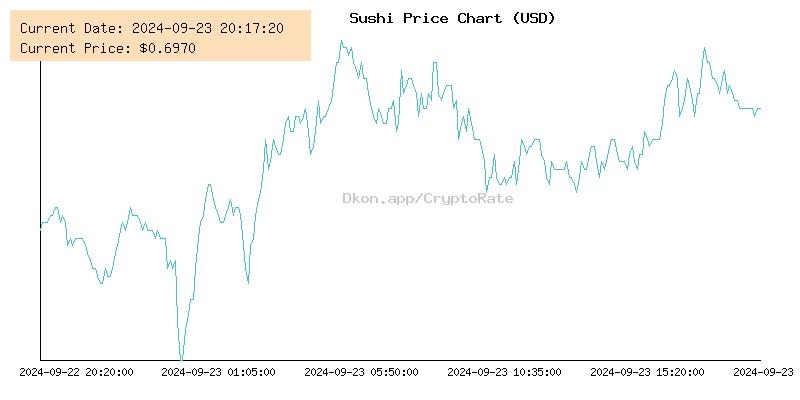 Sushi Price Chart (USD)
Current Date: 2024-09-23 20:17:20
Current Price: $0.6970
Dkon.app/CryptoRate
2024-09-22 20:20:00 2024-09-23 01:05:00 2024-09-23 05:50:00 2024-09-23 10:35:00 2024-09-23 15:20:00 2024-09-23